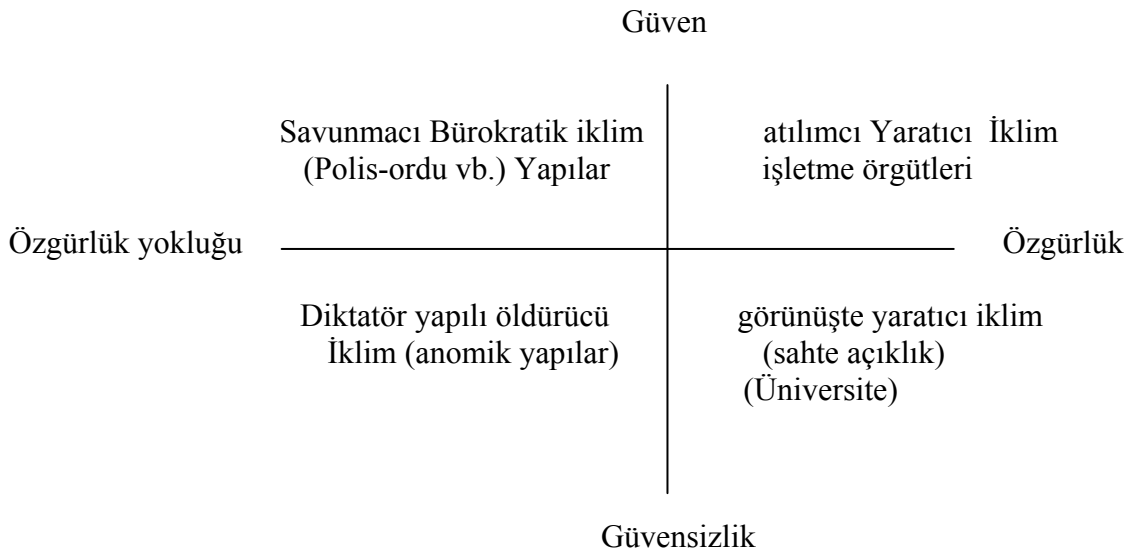 Güven
Savunmacı Bürokratik iklim
(Polis-ordu vb.) Yapılar
atılımcı Yaratıcı İklim
işletme örgütleri
Özgürlük yokluğu
Özgürlük
Diktatör yapılı öldürücü
İklim (anomik yapılar)
görünüşte yaratıcı iklim
(sahte açıklık)
(Üniversite)
Güvensizlik